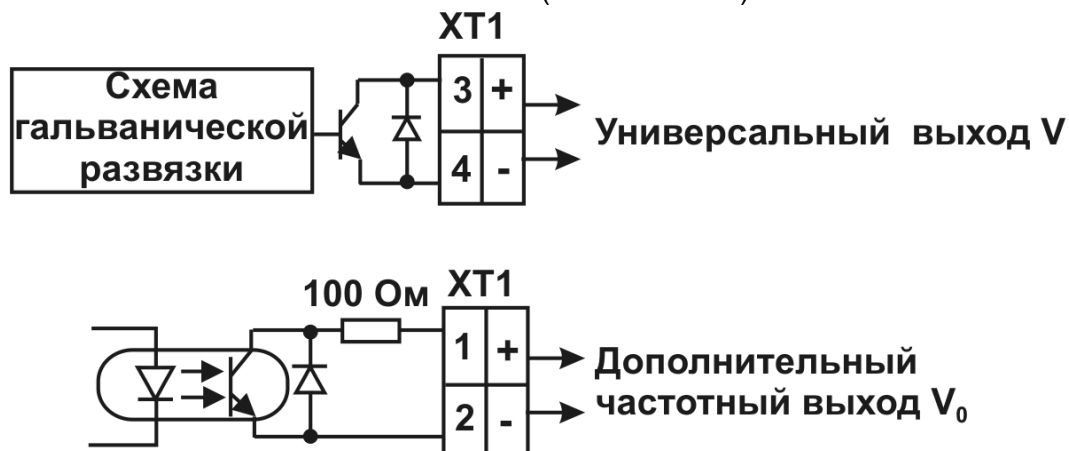 XT1
Схема
гальванической
развязки
3 +
4 -
Универсальный выход V
100 Ом
XT1
1 +
2 -
Дополнительный
частотный выход V₀